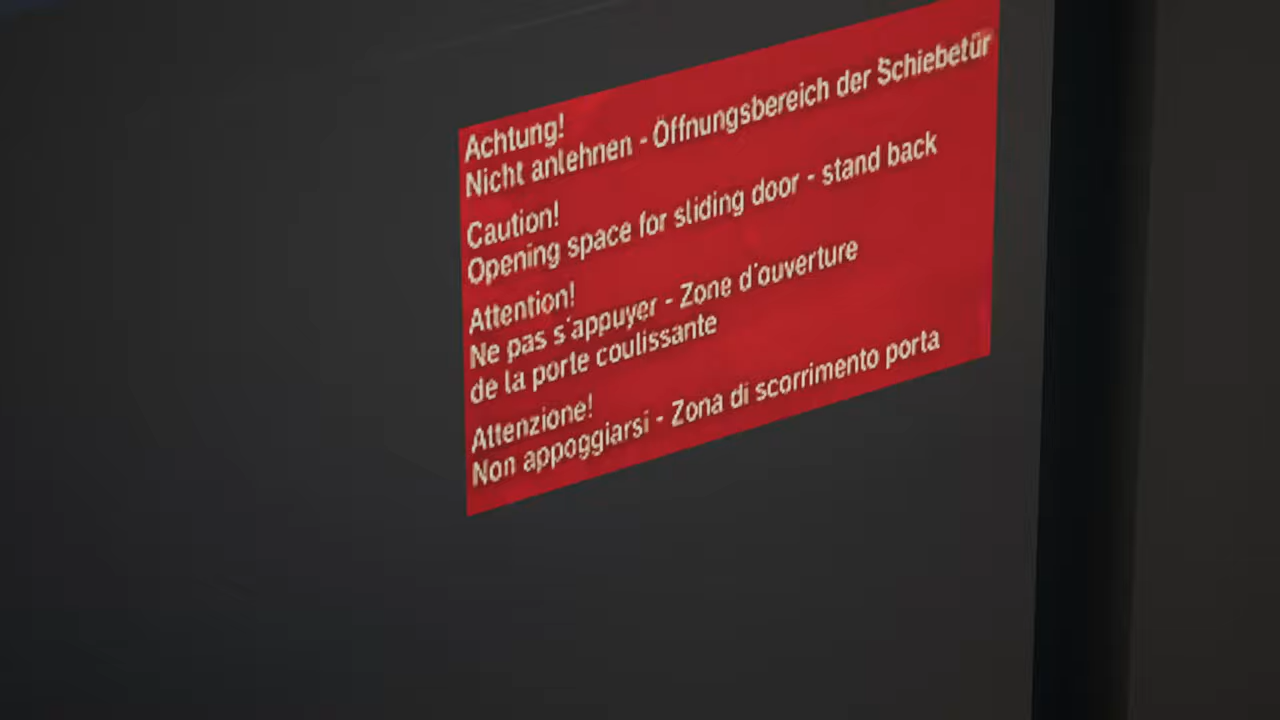 Achtung!
Nicht anlehnen - Öffnungsbereich der Schiebetür
Caution!
Opening space for sliding door - stand back
Attention!
Ne pas s'appuyer - Zone d'ouverture
de la porte coulissante
Attenzione!
Non appoggiarsi - Zona di scorrimento porta